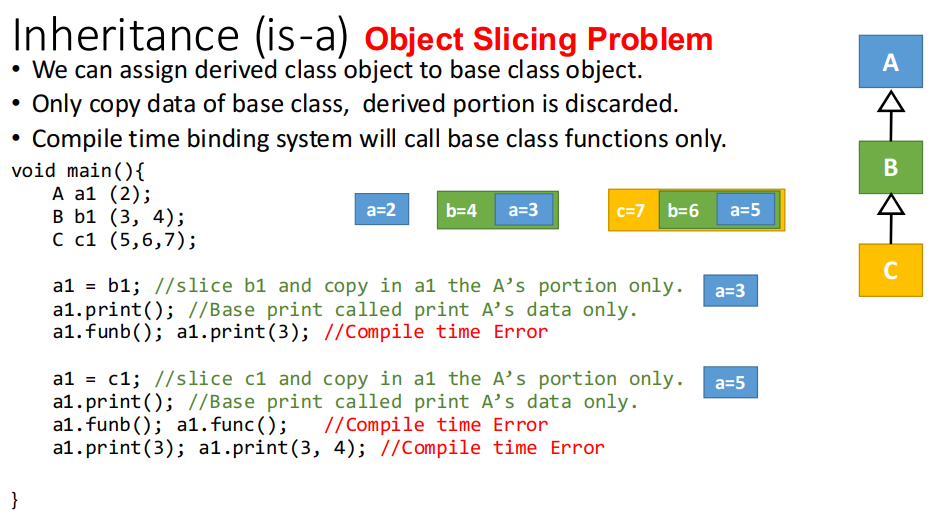 Inheritance (is-a) Object Slicing Problem
• We can assign derived class object to base class object.
• Only copy data of base class, derived portion is discarded.
• Compile time binding system will call base class functions only.
void main(){
A a1 (2);
B b1 (3, 4);
C c1 (5,6,7);
a=2
b=4
a=3
c=7
b=6
a=5
a1 = b1; //slice b1 and copy in a1 the A’s portion only.
a=3
a1.print(); //Base print called print A’s data only.
a1.funb(); a1.print(3); //Compile time Error
a1 = c1; //slice c1 and copy in a1 the A’s portion only.
a=5
a1.print(); //Base print called print A’s data only.
a1.funb(); a1.func(); //Compile time Error
a1.print(3); a1.print(3, 4); //Compile time Error
}
A
B
C